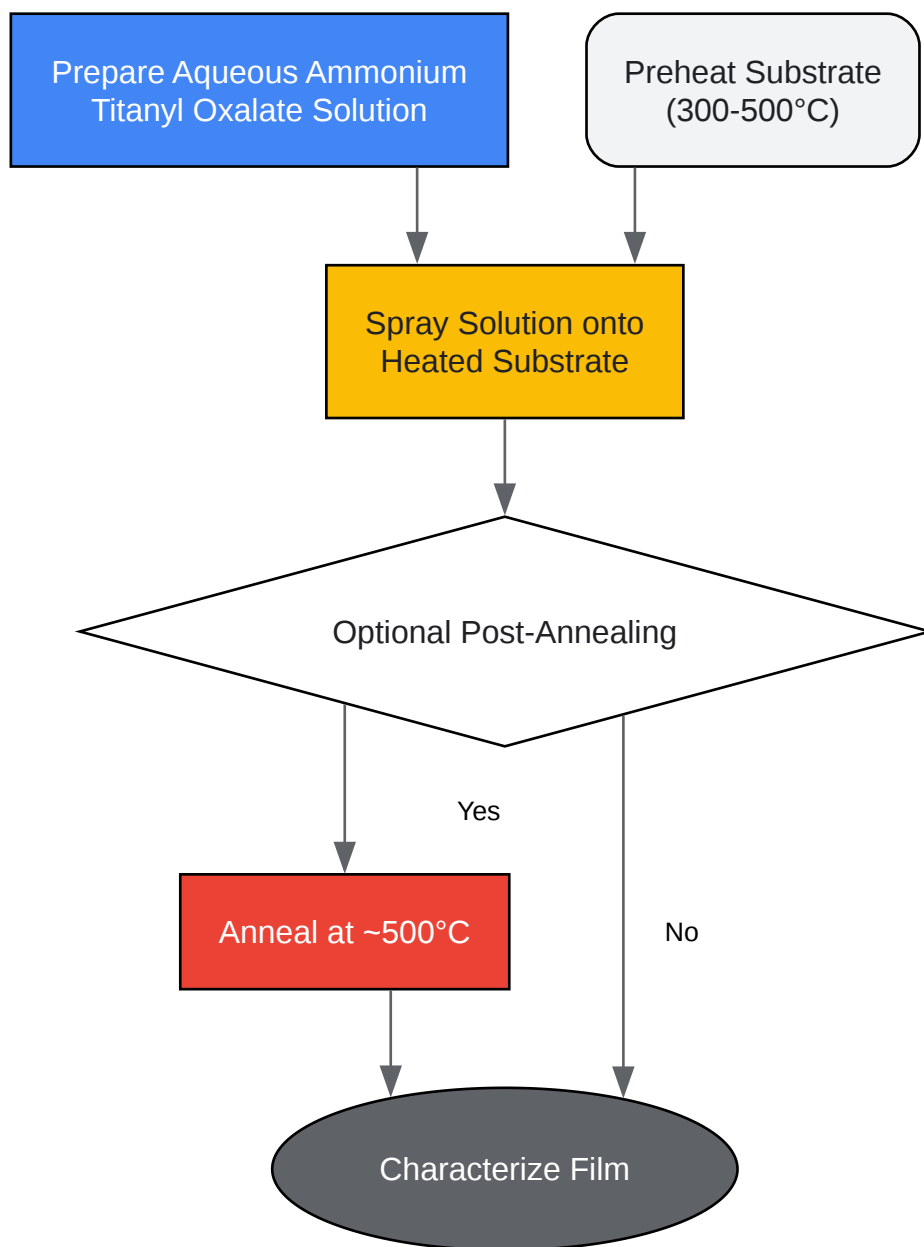 Prepare Aqueous Ammonium
Titanyl Oxalate Solution
Preheat Substrate
(300-500°C)
Spray Solution onto
Heated Substrate
Optional Post-Annealing
Yes
Anneal at ~500°C
No
Characterize Film